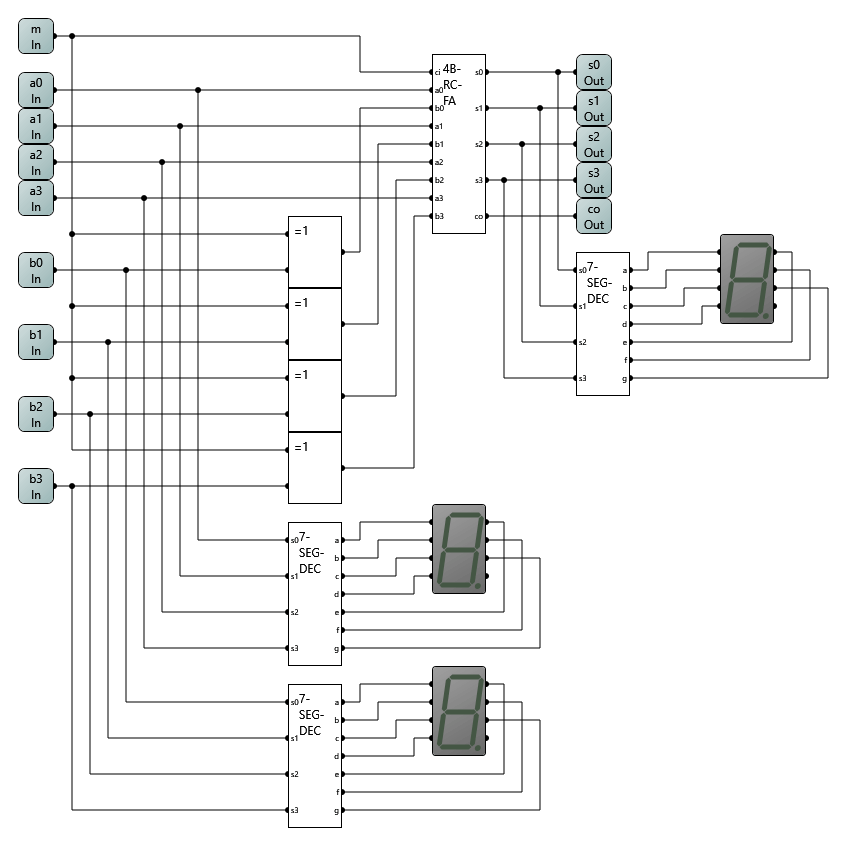 m
In
a0
In
a1
In
a2
In
a3
In
b0
In
b1
In
b2
In
b3
In
=1
=1
=1
=1
4B-
RC-
FA
ci
a0
b0
a1
b1
a2
b2
a3
b3
s0
s1
s2
s3
co
s0
Out
s1
Out
s2
Out
s3
Out
co
Out
7-
SEG-
DEC
s0
s1
s2
s3
a
b
c
d
e
f
g
7-
SEG-
DEC
s0
s1
s2
s3
a
b
c
d
e
f
g
7-
SEG-
DEC
s0
s1
s2
s3
a
b
c
d
e
f
g